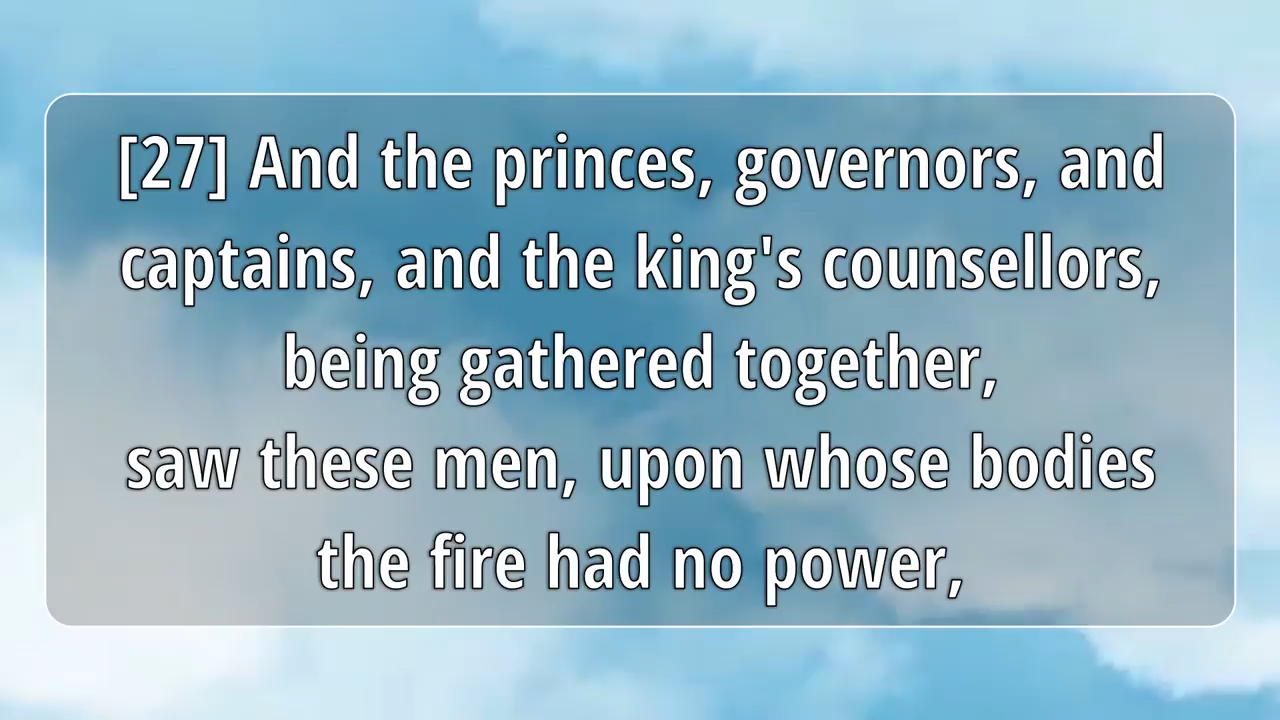 [27] And the princes, governors, and
captains, and the king's counsellors,
being gathered together,
saw these men, upon whose bodies
the fire had no power,